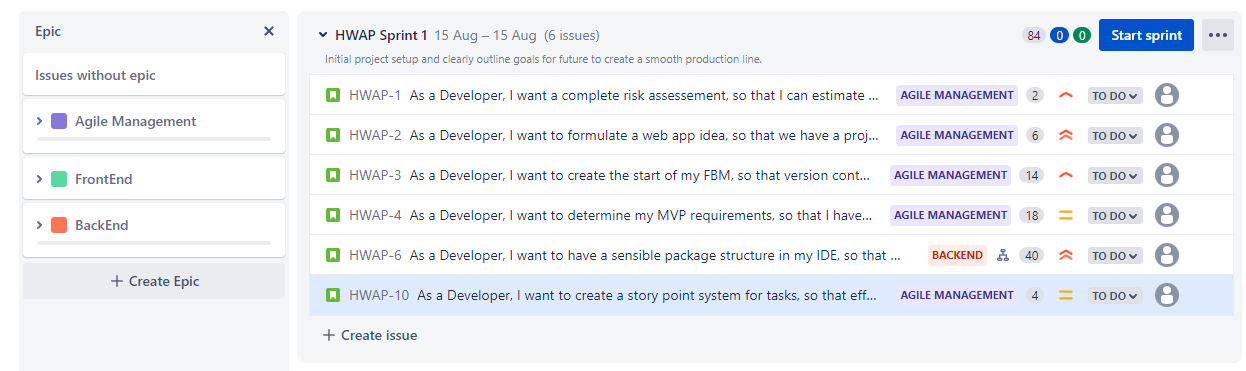 Epic
Issues without epic
Agile Management
FrontEnd
BackEnd
Create Epic
HWAP Sprint 1 15 Aug – 15 Aug (6 issues)
84 0 0 Start sprint
Initial project setup and clearly outline goals for future to create a smooth production line.
HWAP-1 As a Developer, I want a complete risk assessement, so that I can estimate ... AGILE MANAGEMENT 2 TO DO
HWAP-2 As a Developer, I want to formulate a web app idea, so that we have a proj... AGILE MANAGEMENT 6 TO DO
HWAP-3 As a Developer, I want to create the start of my FBM, so that version cont... AGILE MANAGEMENT 14 TO DO
HWAP-4 As a Developer, I want to determine my MVP requirements, so that I have... AGILE MANAGEMENT 18 TO DO
HWAP-6 As a Developer, I want to have a sensible package structure in my IDE, so that ... BACKEND 40 TO DO
HWAP-10 As a Developer, I want to create a story point system for tasks, so that eff... AGILE MANAGEMENT 4 TO DO
Create issue